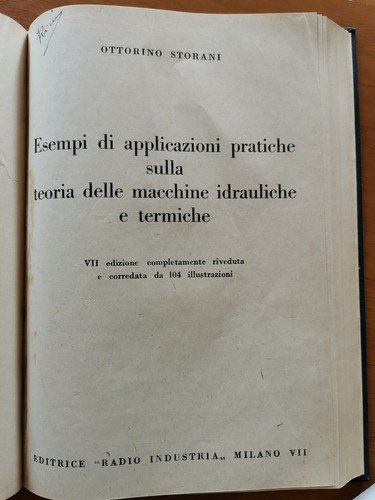 OTTORINO STORANI
Esempi di applicazioni pratiche
sulla
teoria delle macchine idrauliche
e termiche
VII edizione completamente riveduta
e corredata da 104 illustrazioni
EDITRICE "RADIO INDUSTRIA„ MILANO VII